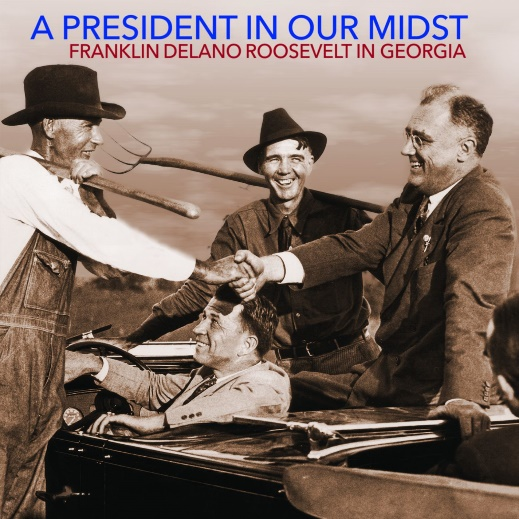 A PRESIDENT IN OUR MIDST
FRANKLIN DELANO ROOSEVELT IN GEORGIA